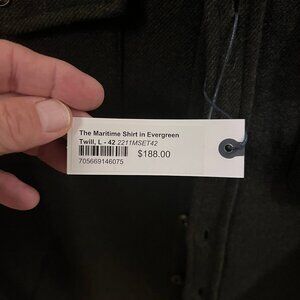 The Maritime Shirt in Evergreen
Twill, L - 42 2211MSET42
$188.00
705669146075